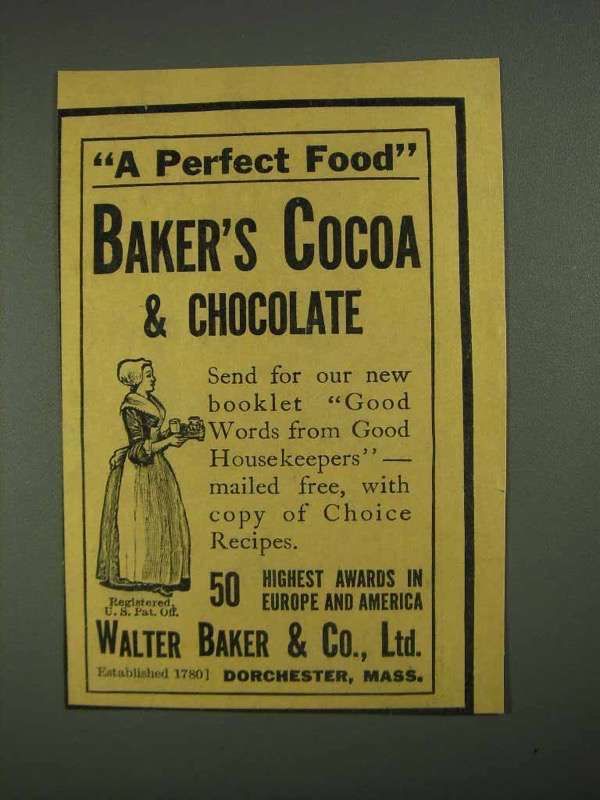 "A Perfect Food"
BAKER'S COCOA
& CHOCOLATE
Send for our new
booklet "Good
Words from Good
Housekeepers"—
mailed free, with
copy of Choice
Recipes.
Registered,
U. S. Pat. Off.
50 HIGHEST AWARDS IN
EUROPE AND AMERICA
WALTER BAKER & Co., Ltd.
Established 1780] DORCHESTER, MASS.